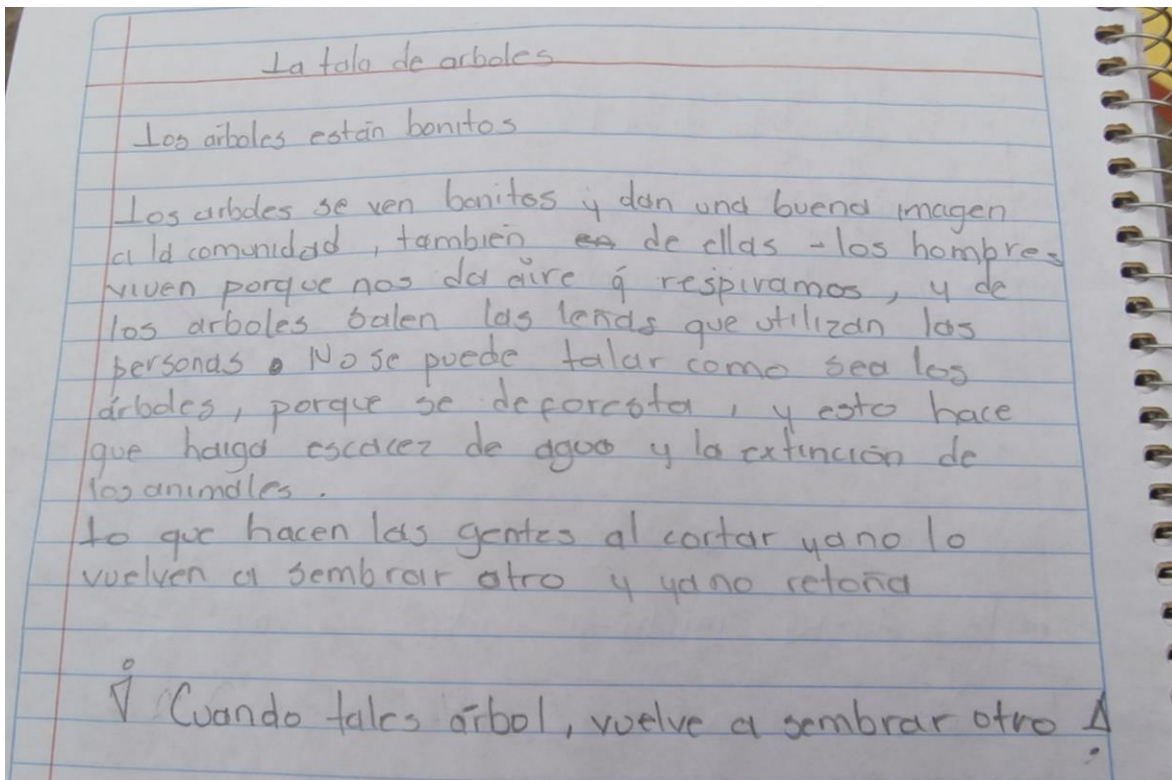 La tala de arboles
Los árboles están bonitos
Los arboles se ven bonitos y dan una buena imagen
a la comunidad, también de ellas - los hombres
viven porque nos da aire q respiramos, y de
los arboles salen las leñas que utilizan las
personas. No se puede talar como sea los
árboles, porque se deforesta, y esto hace
que haiga escacez de agua y la extinción de
los animales.
Lo que hacen las gentes al cortar ya no lo
vuelven a sembrar otro y ya no retoña
¡ Cuando tales árbol, vuelve a sembrar otro !